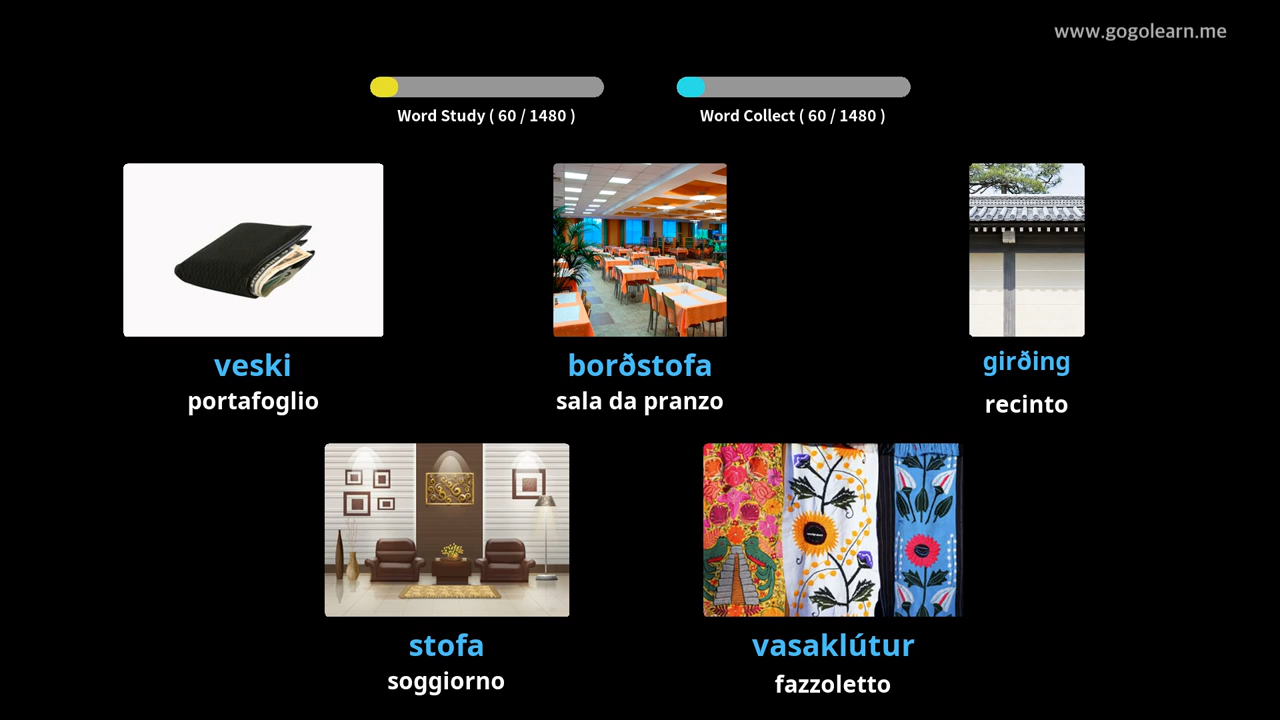 www.gogolearn.me
Word Study ( 60 / 1480 )
Word Collect ( 60 / 1480 )
veski
portafoglio
borðstofa
sala da pranzo
girðing
recinto
stofa
soggiorno
vasaklútur
fazzoletto